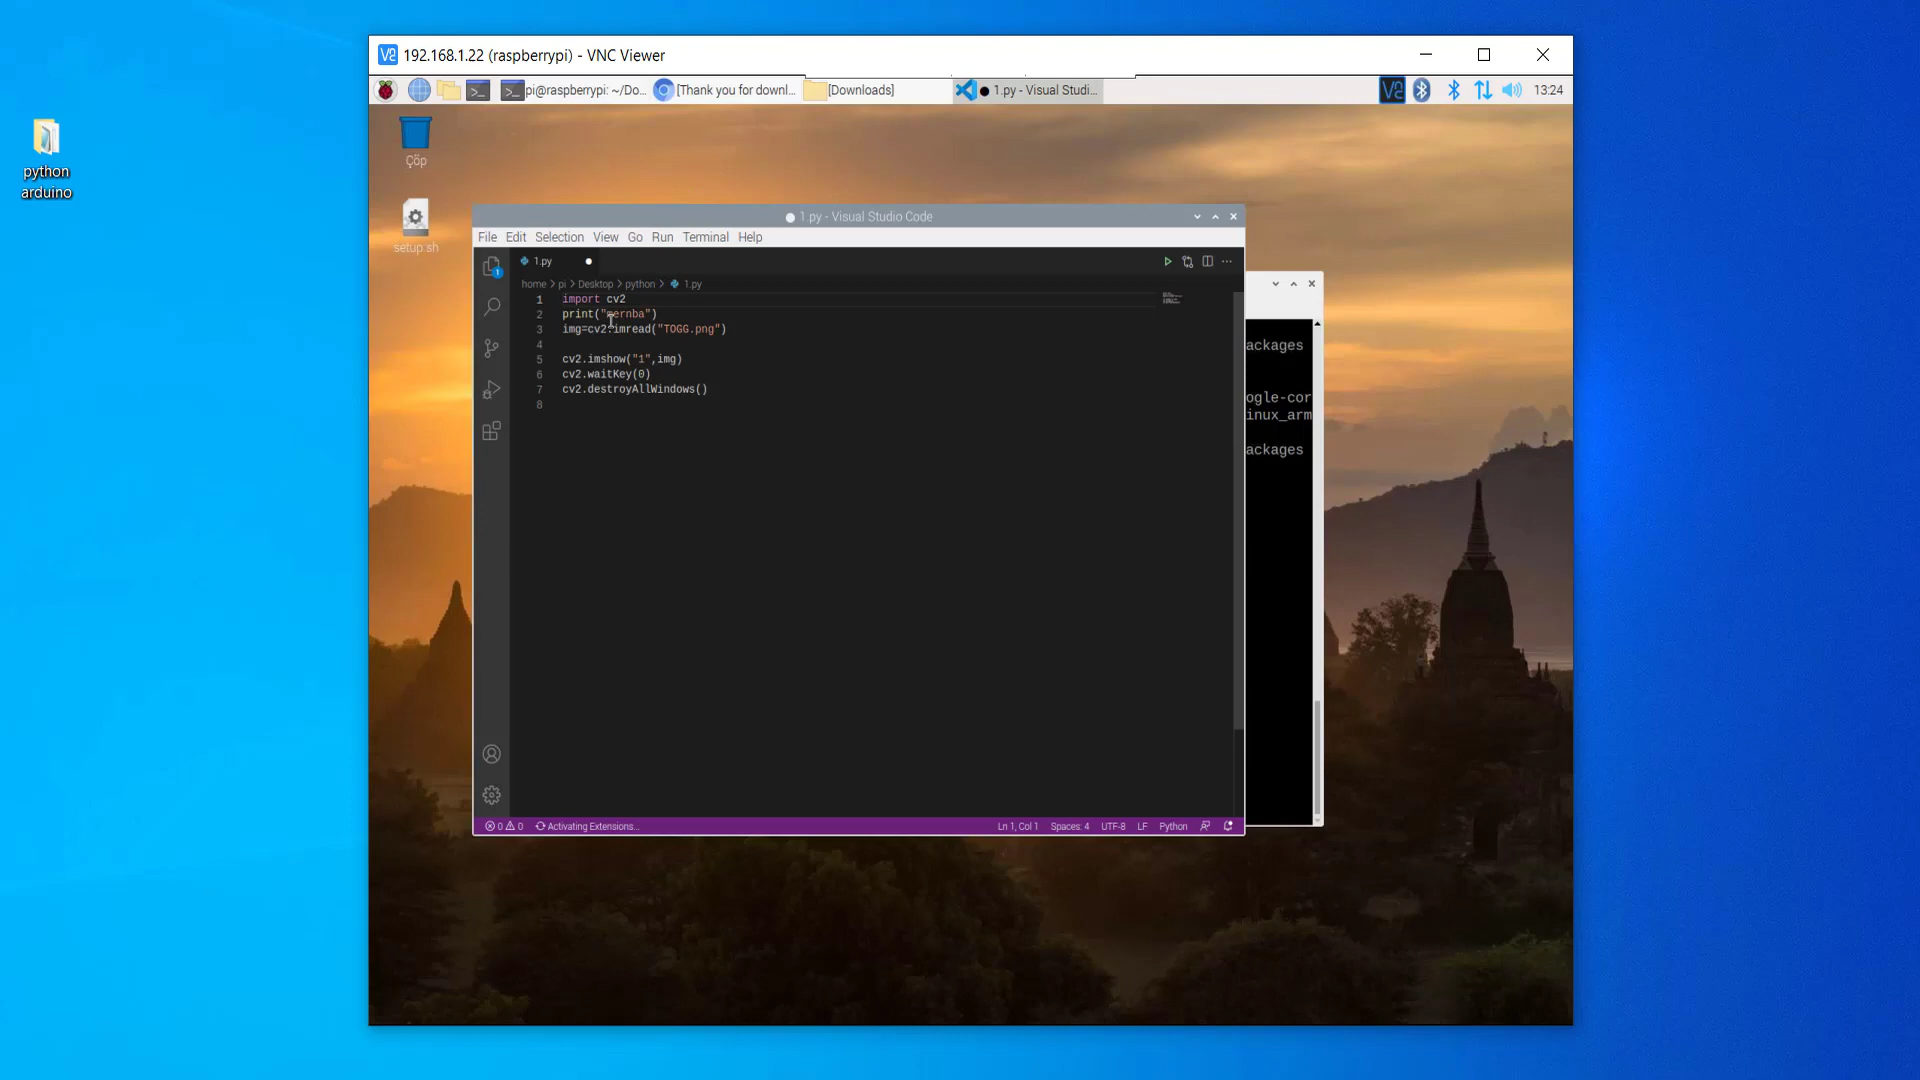 192.168.1.22 (raspberrypi) - VNC Viewer
pi@raspberrypi: ~/Do...
[Thank you for downl...
[Downloads]
1.py - Visual Studi...
13:24
python
arduino
Çöp
setup.sh
1.py - Visual Studio Code
File Edit Selection View Go Run Terminal Help
1.py
home > pi > Desktop > python > 1.py
1 import cv2
2 print("mernba")
3 img=cv2.imread("TOGG.png")
4
5 cv2.imshow("1",img)
6 cv2.waitKey(0)
7 cv2.destroyAllWindows()
8
ackages
ogle-cor
inux_arm
ackages
0 0 Activating Extensions...
Ln 1, Col 1 Spaces: 4 UTF-8 LF Python